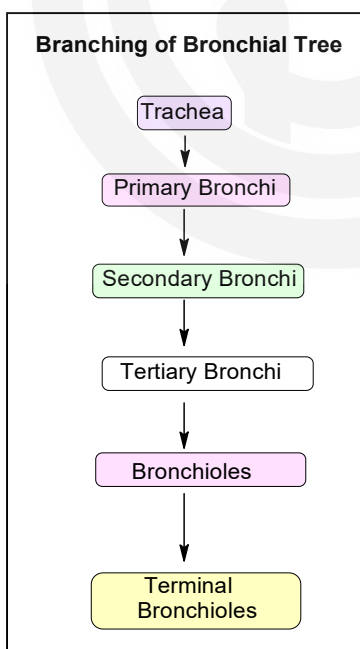 Branching of Bronchial Tree
Trachea
Primary Bronchi
Secondary Bronchi
Tertiary Bronchi
Bronchioles
Terminal
Bronchioles